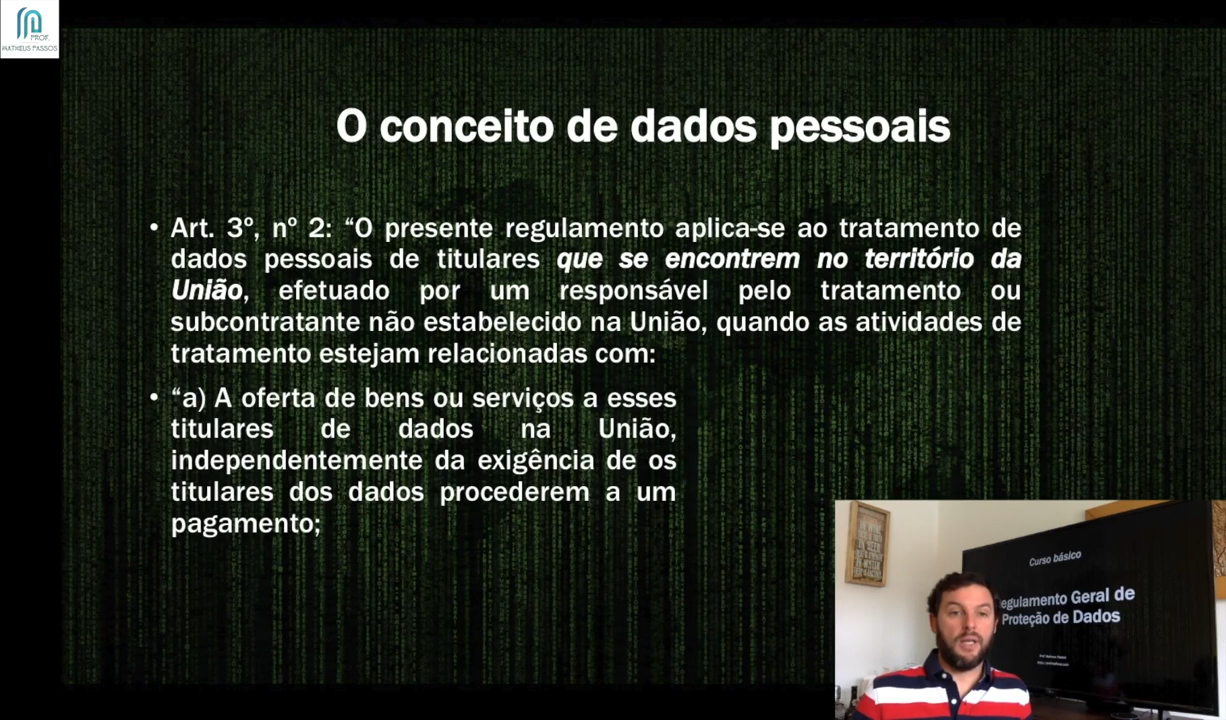 PROF.
MATHEUS PASSOS
O conceito de dados pessoais
• Art. 3º, nº 2: “O presente regulamento aplica-se ao tratamento de
dados pessoais de titulares que se encontrem no território da
União, efetuado por um responsável pelo tratamento ou
subcontratante não estabelecido na União, quando as atividades de
tratamento estejam relacionadas com:
• “a) A oferta de bens ou serviços a esses
titulares de dados na União,
independentemente da exigência de os
titulares dos dados procederem a um
pagamento;
Curso básico
egulamento Geral de
Proteção de Dados